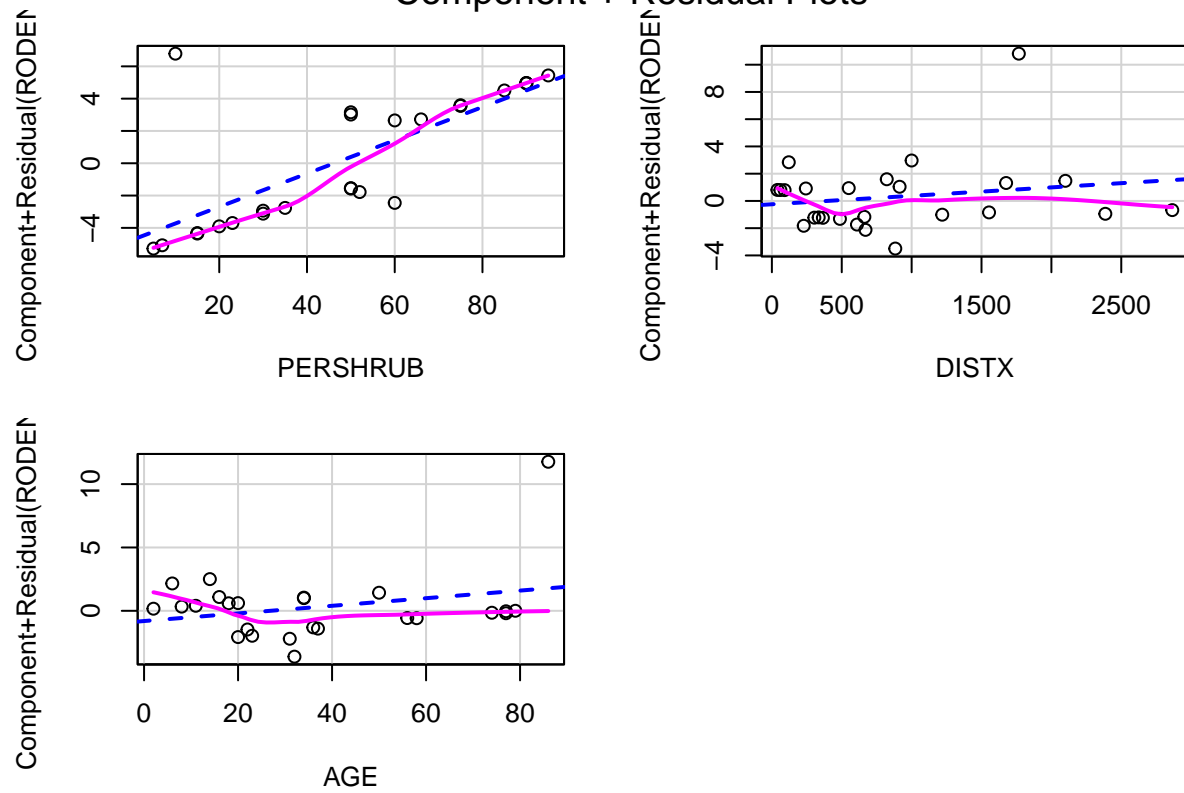 Component + Residual Plots
Component+Residual(RODEN
4
0
−4
20 40 60 80
PERSHRUB
Component+Residual(RODEN
8
4
0
−4
0 500 1500 2500
DISTX
Component+Residual(RODEN
10
5
0
0 20 40 60 80
AGE